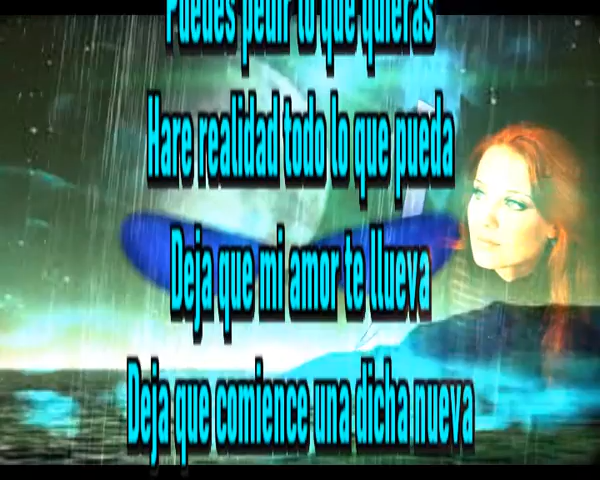 Puedes pedir lo que quieras
Hare realidad todo lo que pueda
Deja que mi amor te llueva
Deja que comience una dicha nueva